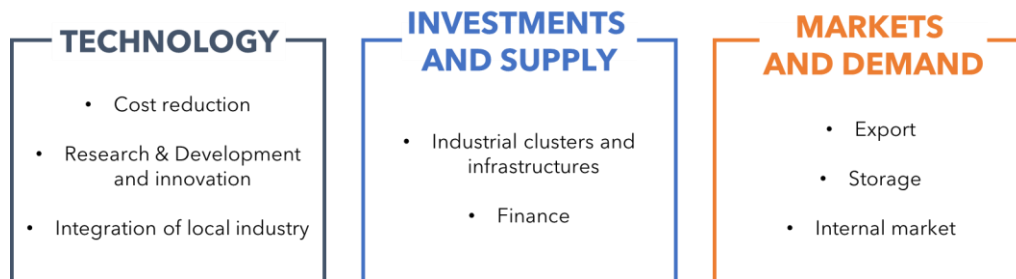 TECHNOLOGY
• Cost reduction
• Research & Development
and innovation
• Integration of local industry
INVESTMENTS
AND SUPPLY
• Industrial clusters and
infrastructures
• Finance
MARKETS
AND DEMAND
• Export
• Storage
• Internal market